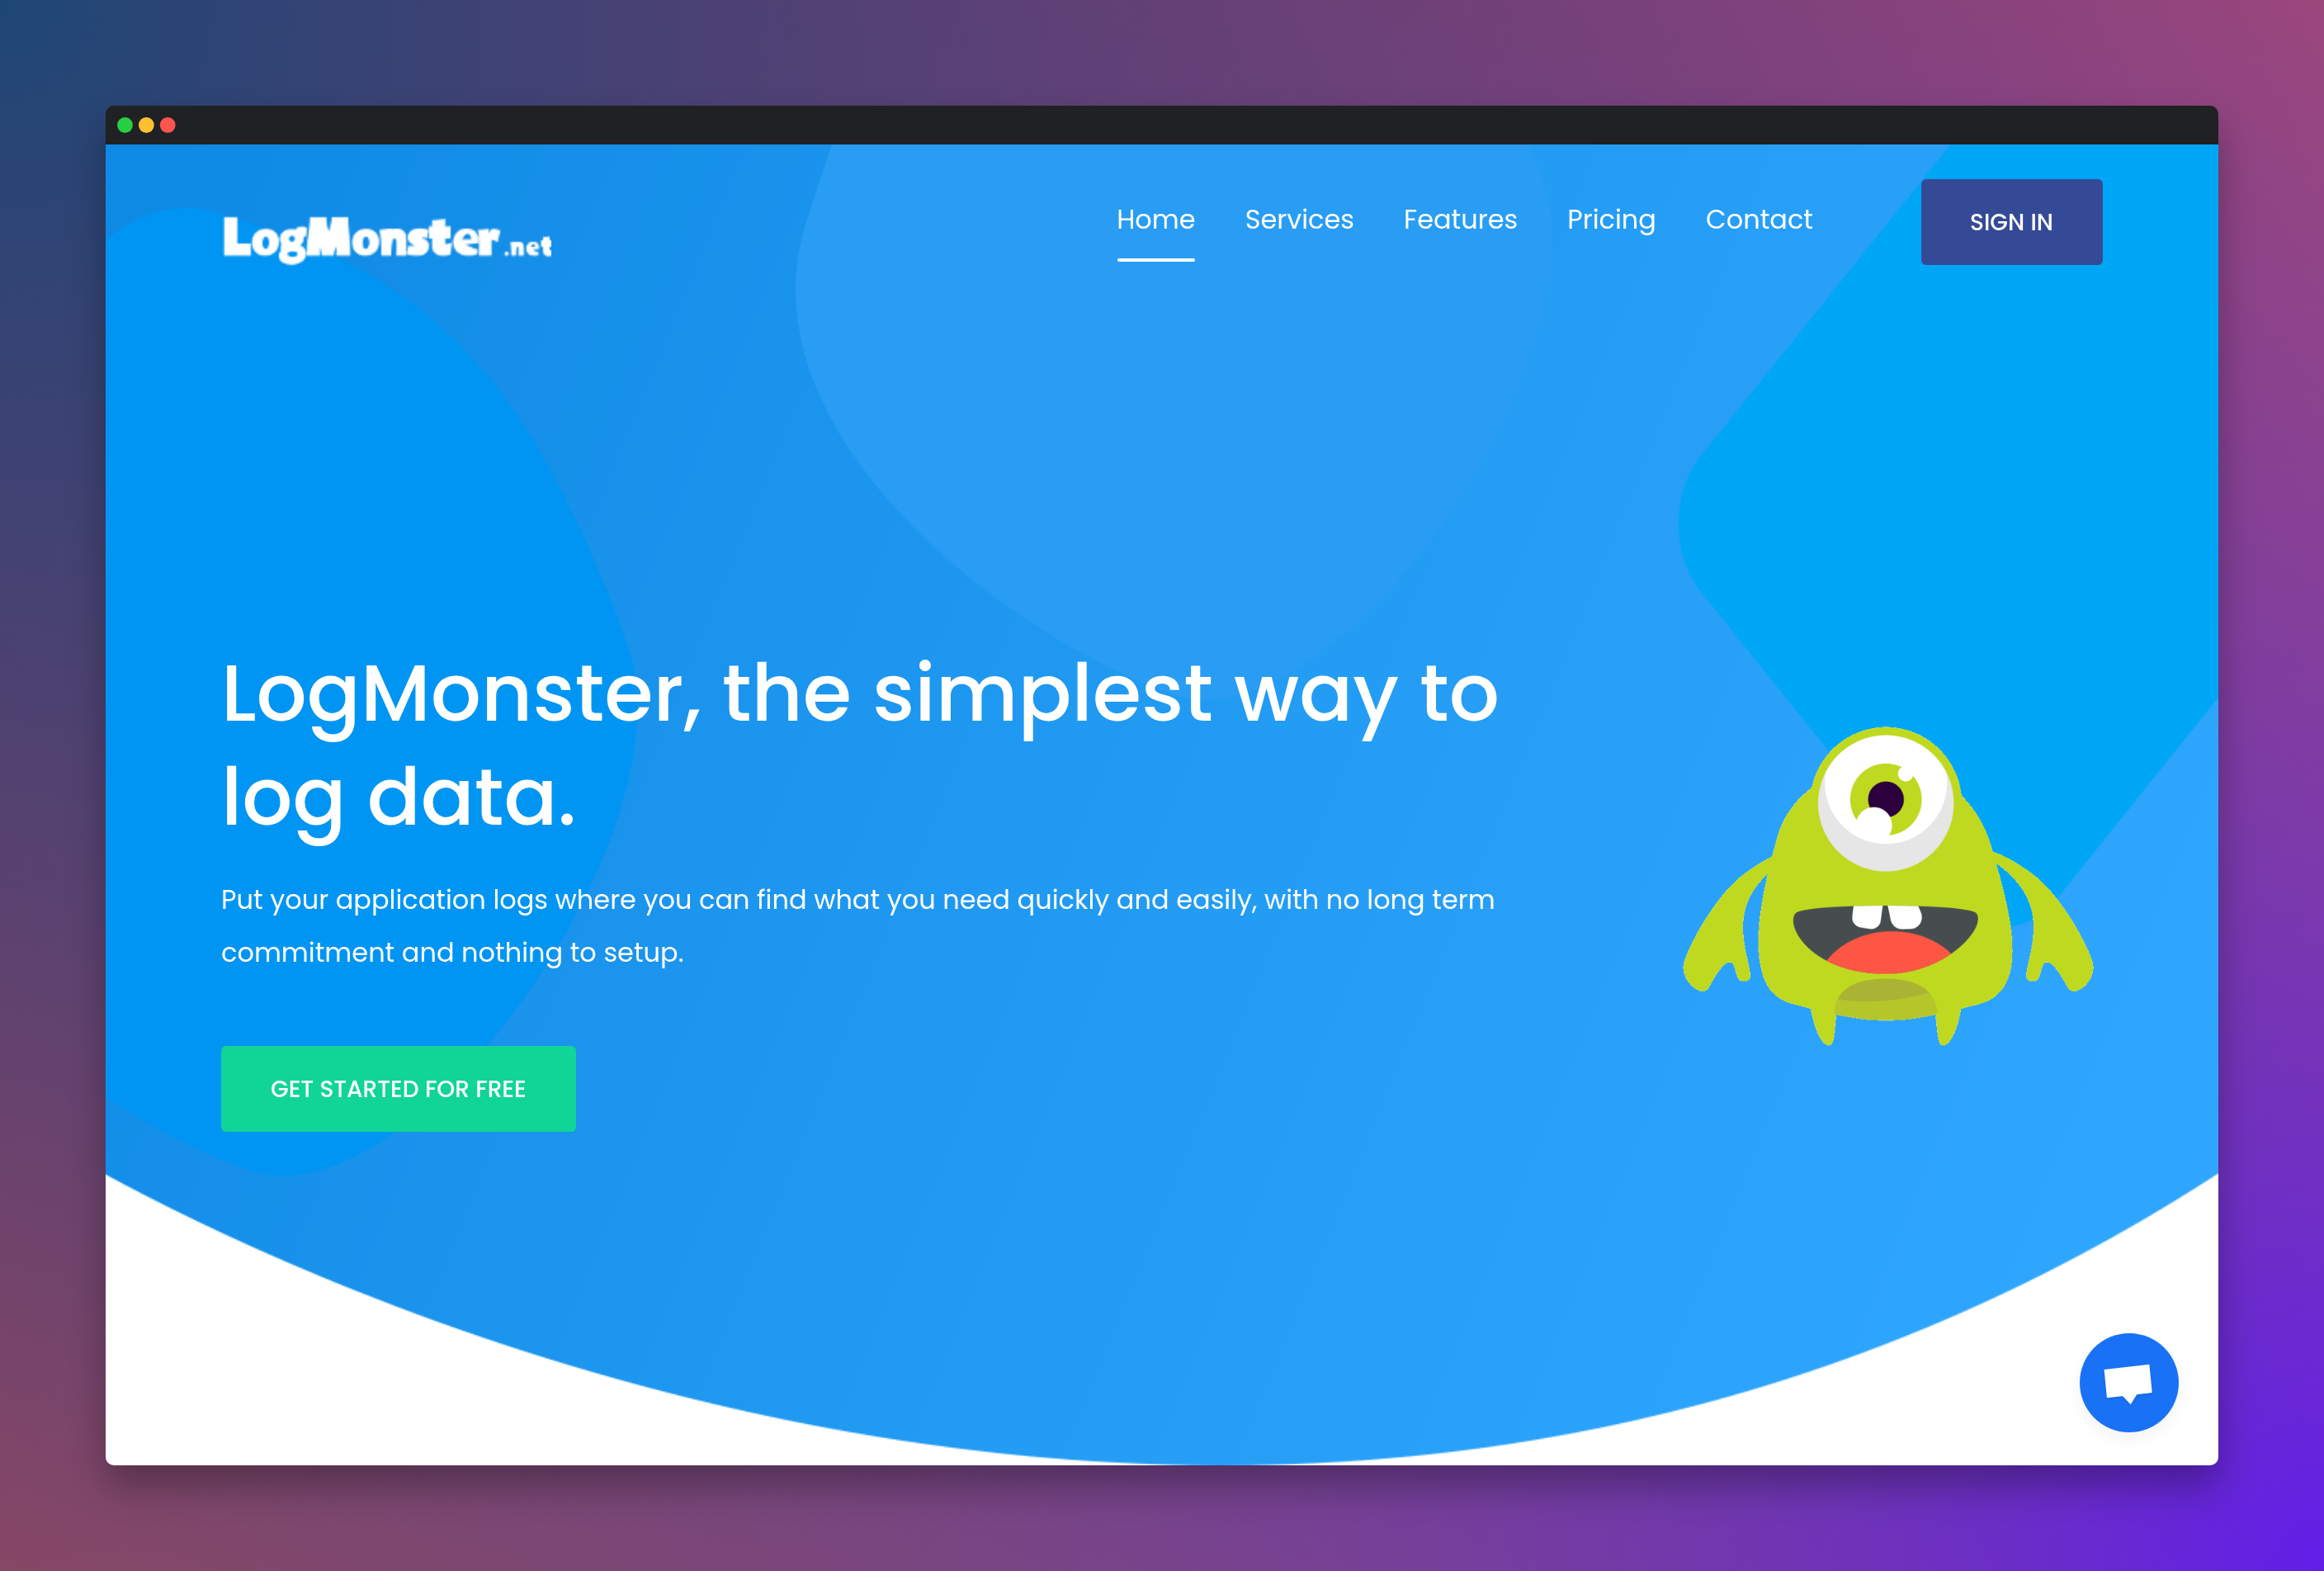 LogMonster.net
Home Services Features Pricing Contact SIGN IN
LogMonster, the simplest way to
log data.
Put your application logs where you can find what you need quickly and easily, with no long term
commitment and nothing to setup.
GET STARTED FOR FREE